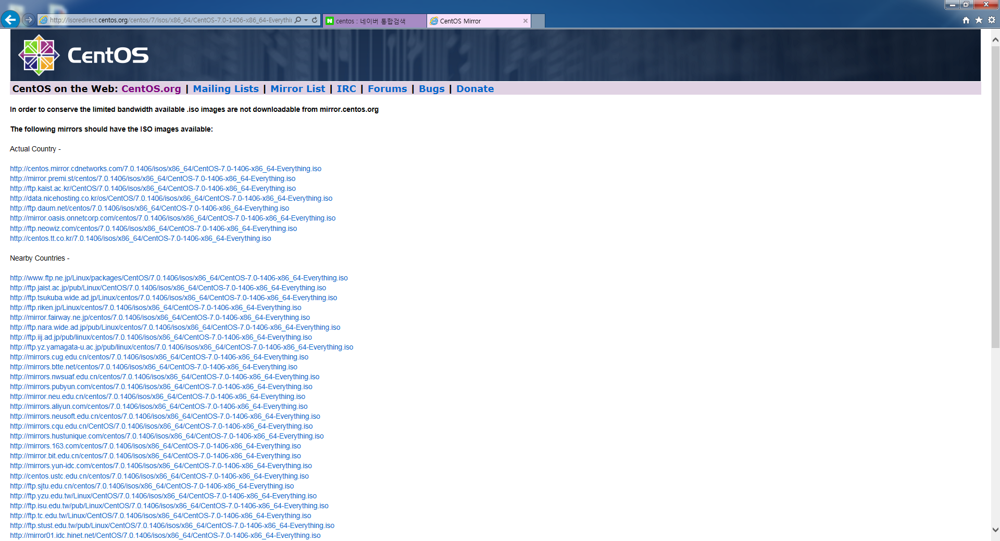 http://isoredirect.centos.org/centos/7/isos/x86_64/CentOS-7.0-1406-x86_64-Everythi
centos : 네이버 통합검색
CentOS Mirror
CentOS
CentOS on the Web: CentOS.org | Mailing Lists | Mirror List | IRC | Forums | Bugs | Donate
In order to conserve the limited bandwidth available .iso images are not downloadable from mirror.centos.org
The following mirrors should have the ISO images available:
Actual Country -
http://centos.mirror.cdnetworks.com/7.0.1406/isos/x86_64/CentOS-7.0-1406-x86_64-Everything.iso
http://mirror.premi.st/centos/7.0.1406/isos/x86_64/CentOS-7.0-1406-x86_64-Everything.iso
http://ftp.kaist.ac.kr/CentOS/7.0.1406/isos/x86_64/CentOS-7.0-1406-x86_64-Everything.iso
http://data.nicehosting.co.kr/os/CentOS/7.0.1406/isos/x86_64/CentOS-7.0-1406-x86_64-Everything.iso
http://ftp.daum.net/centos/7.0.1406/isos/x86_64/CentOS-7.0-1406-x86_64-Everything.iso
http://mirror.oasis.onnetcorp.com/centos/7.0.1406/isos/x86_64/CentOS-7.0-1406-x86_64-Everything.iso
http://ftp.neowiz.com/centos/7.0.1406/isos/x86_64/CentOS-7.0-1406-x86_64-Everything.iso
http://centos.tt.co.kr/7.0.1406/isos/x86_64/CentOS-7.0-1406-x86_64-Everything.iso
Nearby Countries -
http://www.ftp.ne.jp/Linux/packages/CentOS/7.0.1406/isos/x86_64/CentOS-7.0-1406-x86_64-Everything.iso
http://ftp.jaist.ac.jp/pub/Linux/CentOS/7.0.1406/isos/x86_64/CentOS-7.0-1406-x86_64-Everything.iso
http://ftp.tsukuba.wide.ad.jp/Linux/centos/7.0.1406/isos/x86_64/CentOS-7.0-1406-x86_64-Everything.iso
http://ftp.riken.jp/Linux/centos/7.0.1406/isos/x86_64/CentOS-7.0-1406-x86_64-Everything.iso
http://mirror.fairway.ne.jp/centos/7.0.1406/isos/x86_64/CentOS-7.0-1406-x86_64-Everything.iso
http://ftp.nara.wide.ad.jp/pub/Linux/centos/7.0.1406/isos/x86_64/CentOS-7.0-1406-x86_64-Everything.iso
http://ftp.iij.ad.jp/pub/linux/centos/7.0.1406/isos/x86_64/CentOS-7.0-1406-x86_64-Everything.iso
http://ftp.yz.yamagata-u.ac.jp/pub/linux/centos/7.0.1406/isos/x86_64/CentOS-7.0-1406-x86_64-Everything.iso
http://mirrors.cug.edu.cn/centos/7.0.1406/isos/x86_64/CentOS-7.0-1406-x86_64-Everything.iso
http://mirrors.btte.net/centos/7.0.1406/isos/x86_64/CentOS-7.0-1406-x86_64-Everything.iso
http://mirrors.nwsuaf.edu.cn/centos/7.0.1406/isos/x86_64/CentOS-7.0-1406-x86_64-Everything.iso
http://mirrors.pubyun.com/centos/7.0.1406/isos/x86_64/CentOS-7.0-1406-x86_64-Everything.iso
http://mirror.neu.edu.cn/centos/7.0.1406/isos/x86_64/CentOS-7.0-1406-x86_64-Everything.iso
http://mirrors.aliyun.com/centos/7.0.1406/isos/x86_64/CentOS-7.0-1406-x86_64-Everything.iso
http://mirrors.neusoft.edu.cn/centos/7.0.1406/isos/x86_64/CentOS-7.0-1406-x86_64-Everything.iso
http://mirrors.cqu.edu.cn/CentOS/7.0.1406/isos/x86_64/CentOS-7.0-1406-x86_64-Everything.iso
http://mirrors.hustunique.com/centos/7.0.1406/isos/x86_64/CentOS-7.0-1406-x86_64-Everything.iso
http://mirrors.163.com/centos/7.0.1406/isos/x86_64/CentOS-7.0-1406-x86_64-Everything.iso
http://mirror.bit.edu.cn/centos/7.0.1406/isos/x86_64/CentOS-7.0-1406-x86_64-Everything.iso
http://mirrors.yun-idc.com/centos/7.0.1406/isos/x86_64/CentOS-7.0-1406-x86_64-Everything.iso
http://centos.ustc.edu.cn/centos/7.0.1406/isos/x86_64/CentOS-7.0-1406-x86_64-Everything.iso
http://ftp.sjtu.edu.cn/centos/7.0.1406/isos/x86_64/CentOS-7.0-1406-x86_64-Everything.iso
http://ftp.yzu.edu.tw/Linux/CentOS/7.0.1406/isos/x86_64/CentOS-7.0-1406-x86_64-Everything.iso
http://ftp.isu.edu.tw/pub/Linux/CentOS/7.0.1406/isos/x86_64/CentOS-7.0-1406-x86_64-Everything.iso
http://ftp.tc.edu.tw/Linux/CentOS/7.0.1406/isos/x86_64/CentOS-7.0-1406-x86_64-Everything.iso
http://ftp.stust.edu.tw/pub/Linux/CentOS/7.0.1406/isos/x86_64/CentOS-7.0-1406-x86_64-Everything.iso
http://mirror01.idc.hinet.net/CentOS/7.0.1406/isos/x86_64/CentOS-7.0-1406-x86_64-Everything.iso